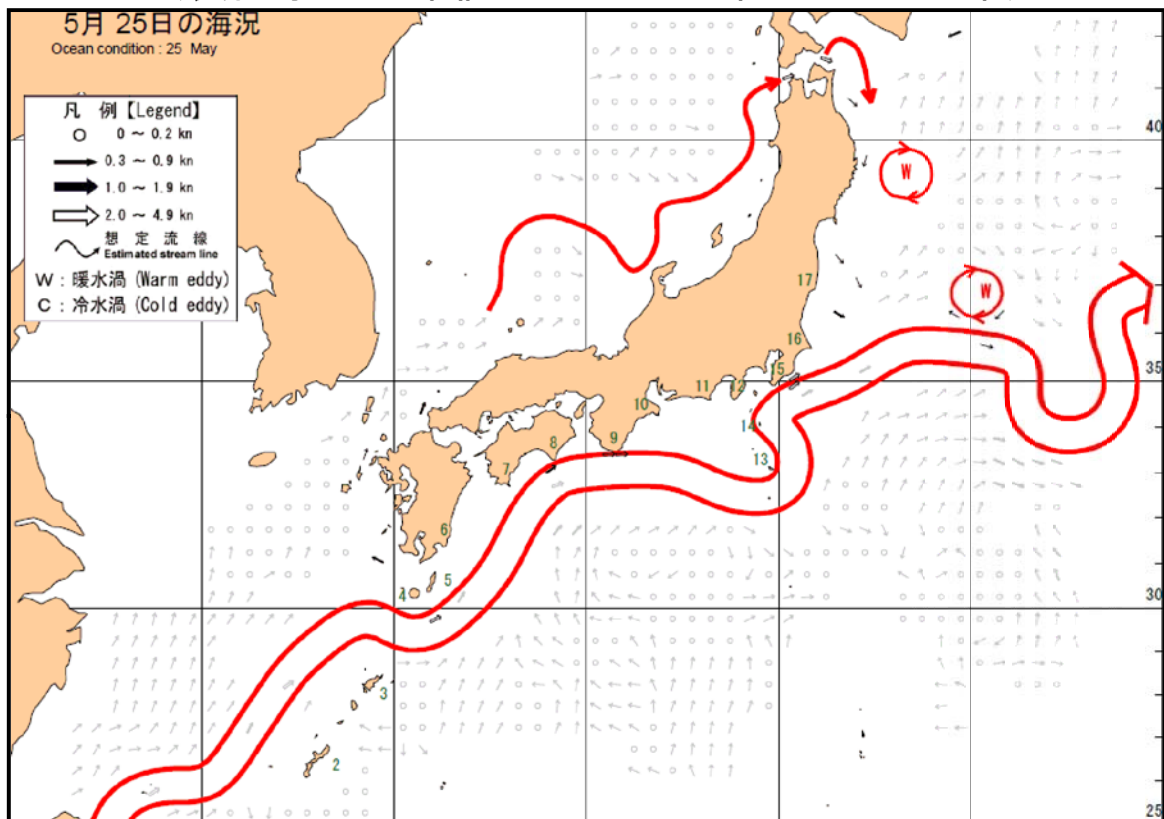 5月 25日の海況
Ocean condition : 25 May
凡 例【Legend】
0 ～ 0.2 kn
0.3 ～ 0.9 kn
1.0 ～ 1.9 kn
2.0 ～ 4.9 kn
想 定 流 線
Estimated stream line
W : 暖水渦 (Warm eddy)
C : 冷水渦 (Cold eddy)
40
W
17
W
16
15
35
12
11
10
14
9
8
13
7
6
5
4
30
3
2
25